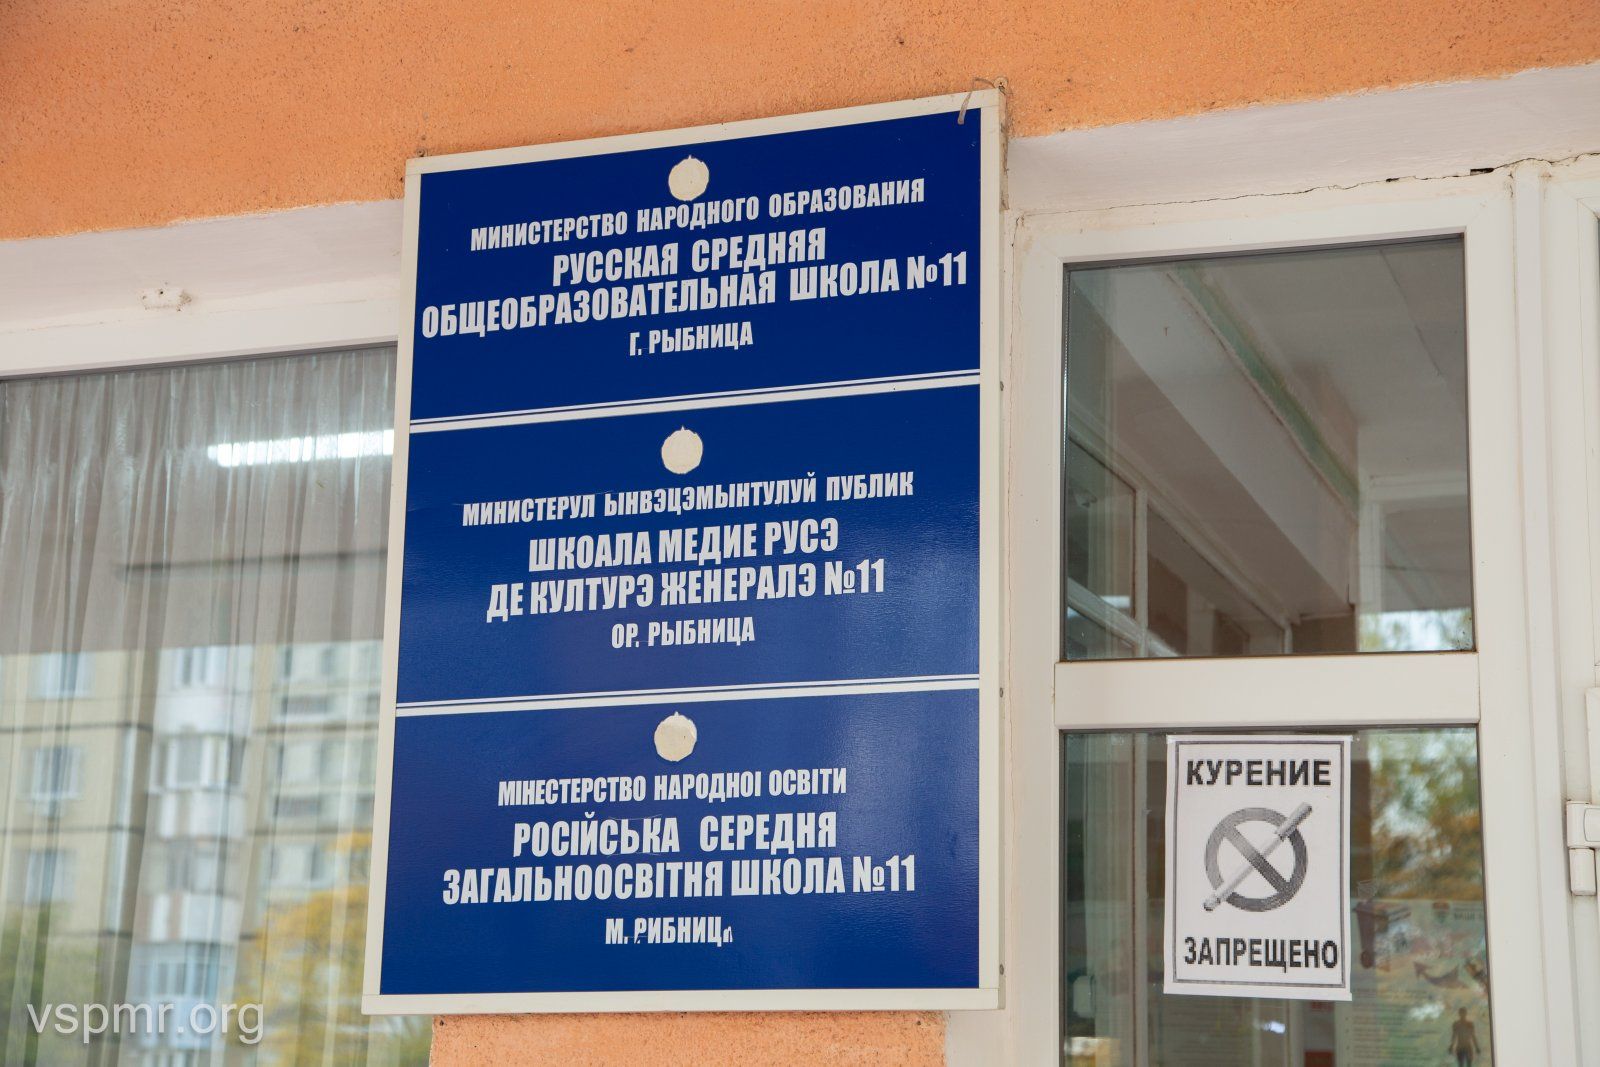 МИНИСТЕРСТВО НАРОДНОГО ОБРАЗОВАНИЯ
РУССКАЯ СРЕДНЯЯ
ОБЩЕОБРАЗОВАТЕЛЬНАЯ ШКОЛА №11
Г. РЫБНИЦА
МИНИСТЕРУЛ ЫНВЭЦЭМЫНТУЛУЙ ПУБЛИК
ШКОАЛА МЕДИЕ РУСЭ
ДЕ КУЛТУРЭ ЖЕНЕРАЛЭ №11
ОР. РЫБНИЦА
МІНЕСТЕРСТВО НАРОДНОІ ОСВІТИ
РОСІЙСЬКА СЕРЕДНЯ
ЗАГАЛЬНООСВІТНЯ ШКОЛА №11
М. РИБНИЦА
КУРЕНИЕ
ЗАПРЕЩЕНО
vspmr.org